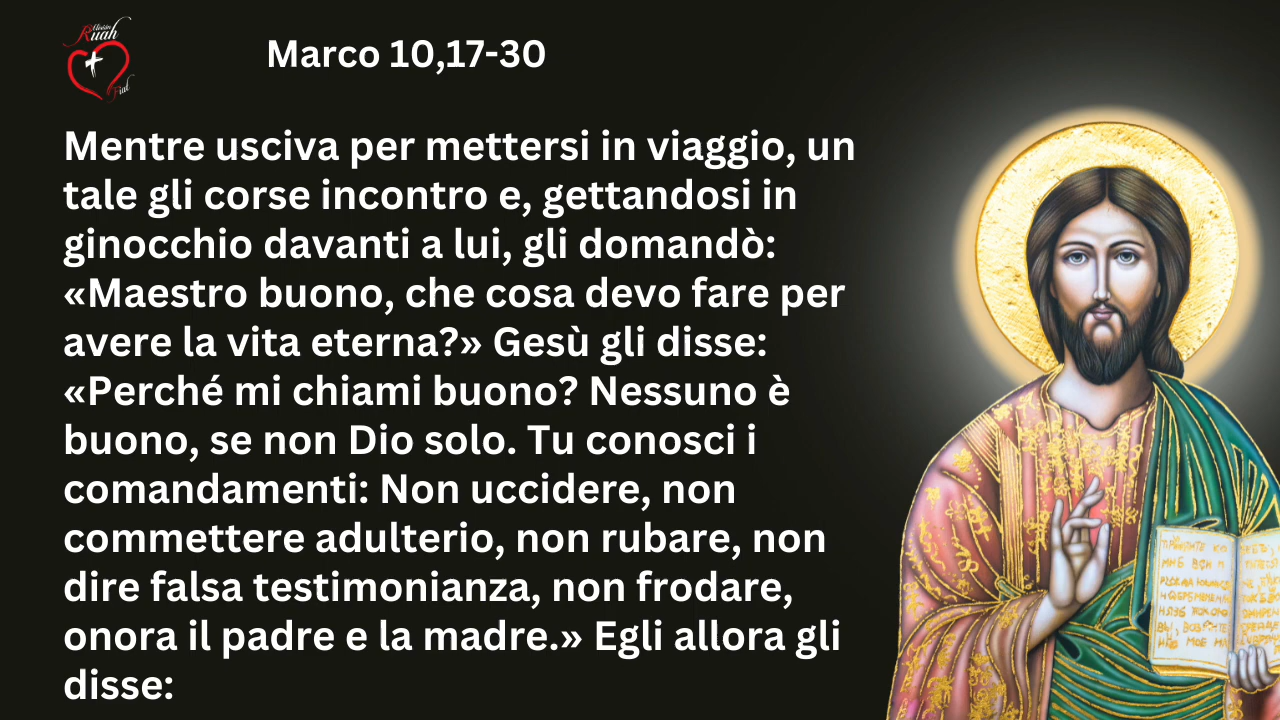 Ruah
Marco 10,17-30
Mentre usciva per mettersi in viaggio, un
tale gli corse incontro e, gettandosi in
ginocchio davanti a lui, gli domandò:
«Maestro buono, che cosa devo fare per
avere la vita eterna?» Gesù gli disse:
«Perché mi chiami buono? Nessuno è
buono, se non Dio solo. Tu conosci i
comandamenti: Non uccidere, non
commettere adulterio, non rubare, non
dire falsa testimonianza, non frodare,
onora il padre e la madre.» Egli allora gli
disse: